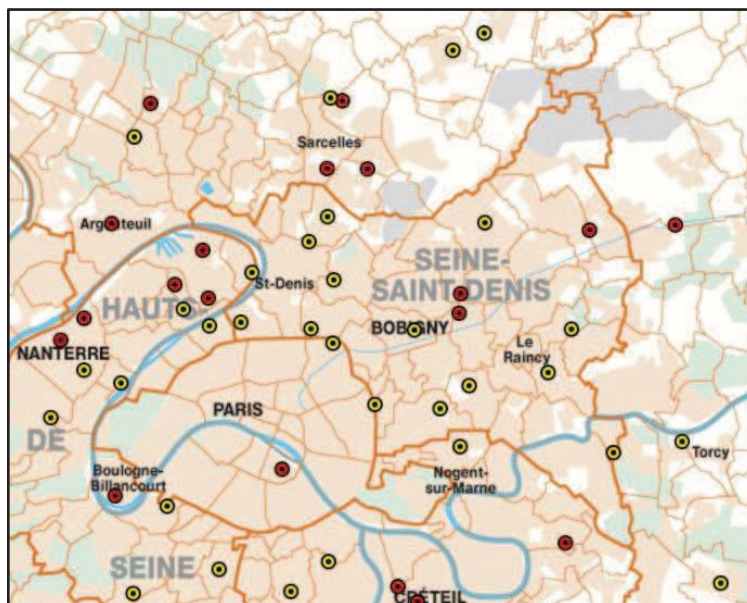 Sarcelles
Argenteuil
SEINE-
SAINT-DENIS
St-Denis
HAUTS-
BOBIGNY
NANTERRE
Le
Raincy
PARIS
DE
Boulogne-
Billancourt
Nogent-
sur-Marne
Torcy
SEINE
CRÉTEIL